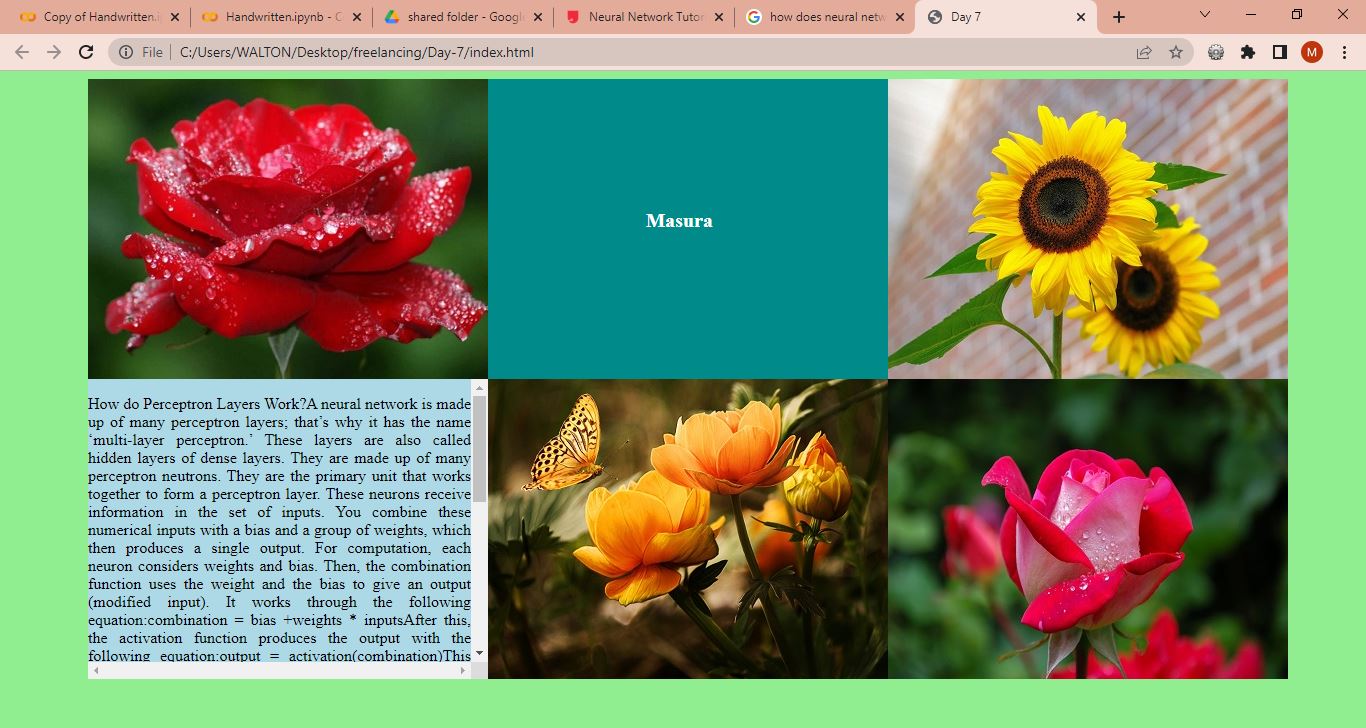 Copy of Handwritten.i
Handwritten.ipynb - C
shared folder - Google
Neural Network Tutor
how does neural netw
Day 7
File
C:/Users/WALTON/Desktop/freelancing/Day-7/index.html
M
Masura
How do Perceptron Layers Work?A neural network is made
up of many perceptron layers; that’s why it has the name
‘multi-layer perceptron.’ These layers are also called
hidden layers of dense layers. They are made up of many
perceptron neutrons. They are the primary unit that works
together to form a perceptron layer. These neurons receive
information in the set of inputs. You combine these
numerical inputs with a bias and a group of weights, which
then produces a single output. For computation, each
neuron considers weights and bias. Then, the combination
function uses the weight and the bias to give an output
(modified input). It works through the following
equation:combination = bias +weights * inputsAfter this,
the activation function produces the output with the
following equation:output = activation(combination)This